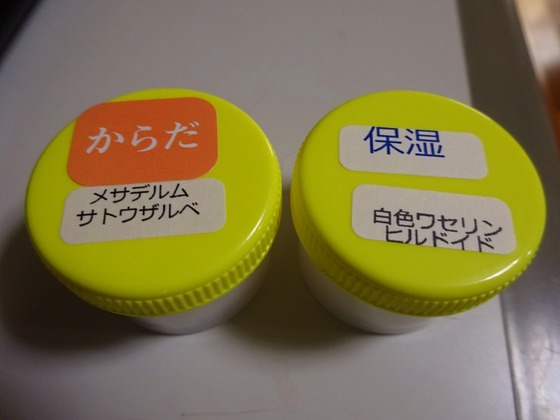 からだ
メサデルム
サトウザルベ
保湿
白色ワセリン
ヒルドイド